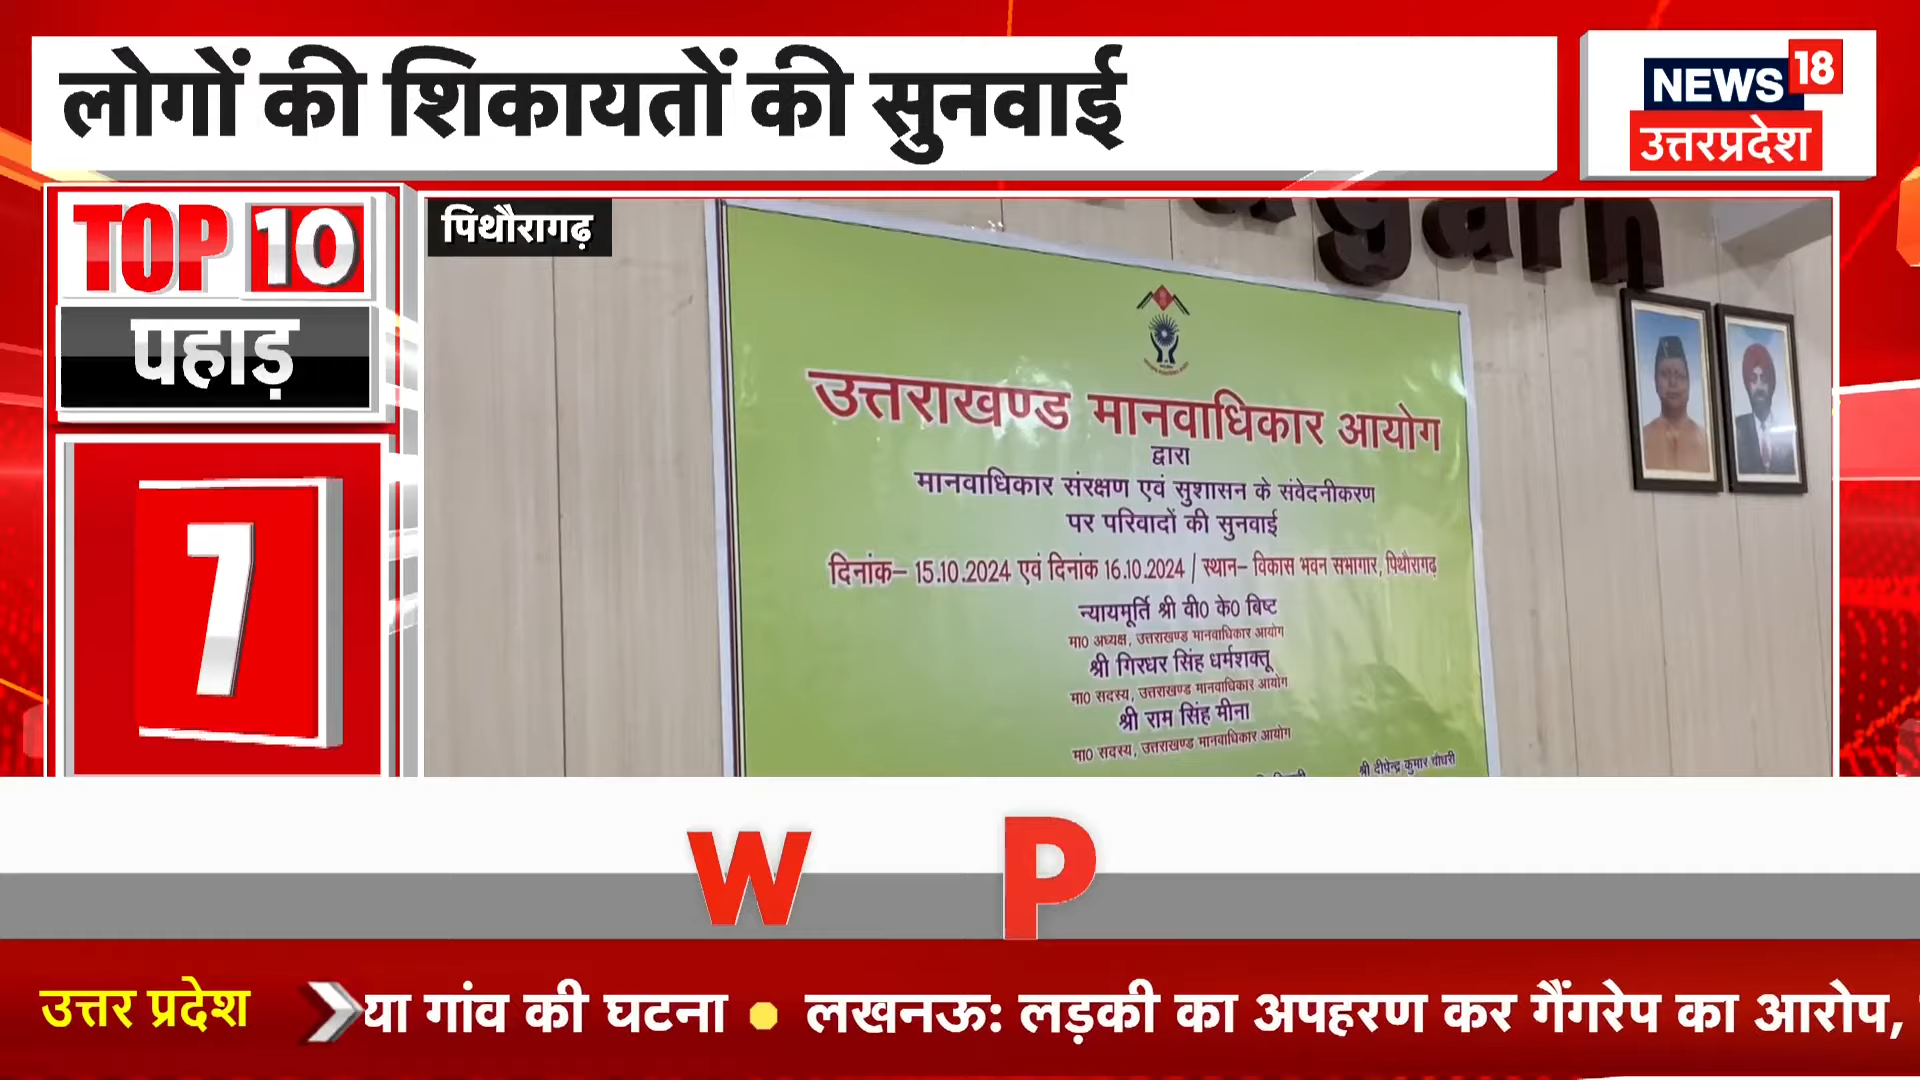 लोगों की शिकायतों की सुनवाई
NEWS 18
उत्तरप्रदेश
TOP 10
पहाड़
7
पिथौरागढ़
garh
उत्तराखण्ड मानवाधिकार आयोग
द्वारा
मानवाधिकार संरक्षण एवं सुशासन के संवेदनीकरण
पर परिवादों की सुनवाई
दिनांक– 15.10.2024 एवं दिनांक 16.10.2024 / स्थान– विकास भवन सभागार, पिथौरागढ़
न्यायमूर्ति श्री वी0 के0 बिष्ट
मा0 अध्यक्ष, उत्तराखण्ड मानवाधिकार आयोग
श्री गिरधर सिंह धर्मशक्तू
मा0 सदस्य, उत्तराखण्ड मानवाधिकार आयोग
श्री राम सिंह मीना
मा0 सदस्य, उत्तराखण्ड मानवाधिकार आयोग
श्री दीपेन्द्र कुमार चौधरी
W P
उत्तर प्रदेश
या गांव की घटना
लखनऊ: लड़की का अपहरण कर गैंगरेप का आरोप,